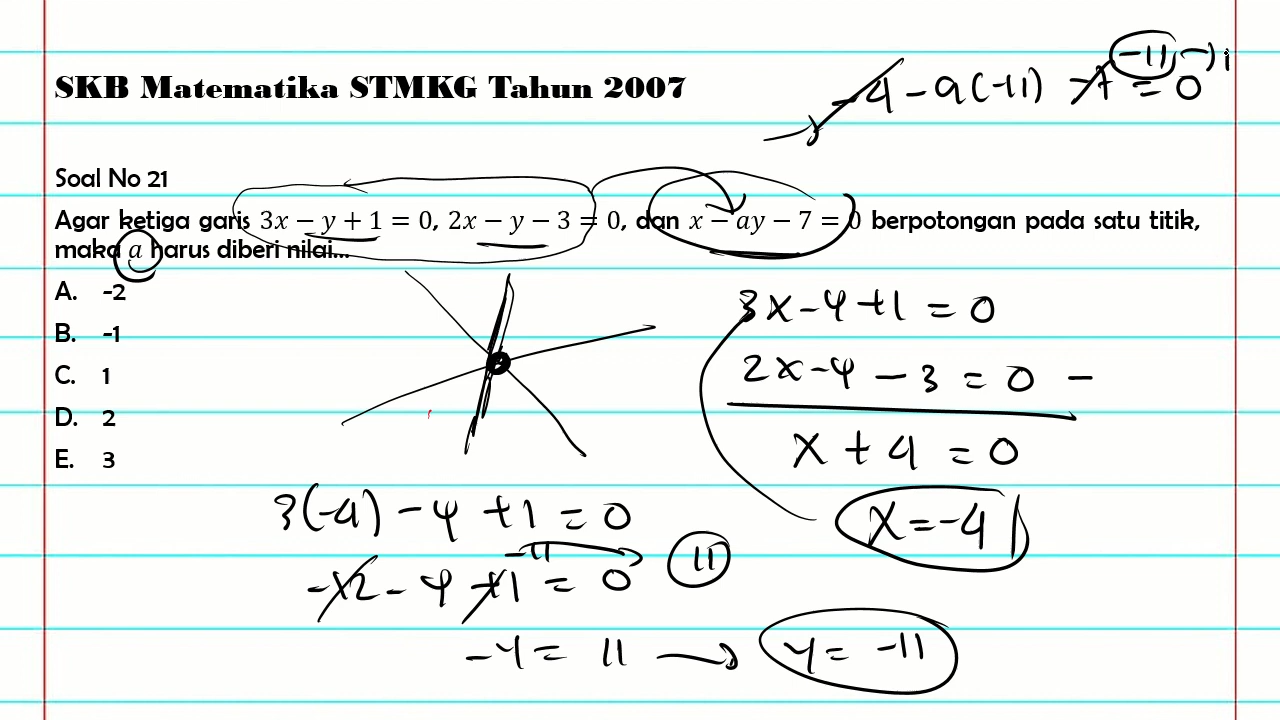 SKB Matematika STMKG Tahun 2007
-4 - a(-11) -7 = 0
-11
Soal No 21
Agar ketiga garis 3x − y + 1 = 0, 2x − y − 3 = 0, dan x − ay − 7 = 0 berpotongan pada satu titik,
maka a harus diberi nilai...
A. -2
B. -1
C. 1
D. 2
E. 3
3x - y + 1 = 0
2x - y - 3 = 0 -
x + 4 = 0
x = -4
3(-4) - y + 1 = 0
-11
-12 - y + 1 = 0
11
-y = 11 → y = -11